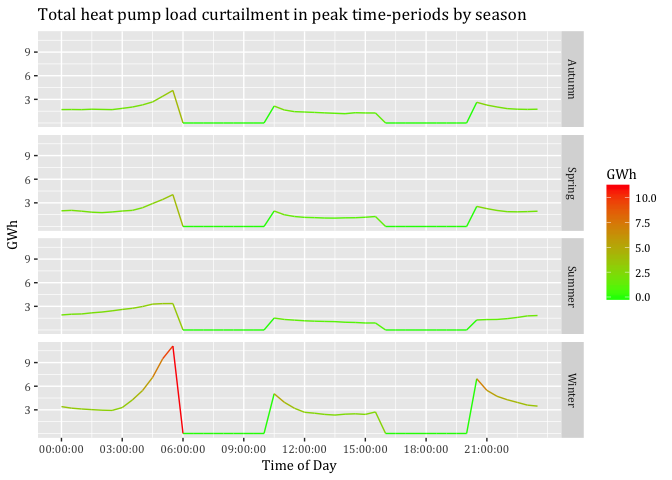 Total heat pump load curtailment in peak time-periods by season
9
6
3
Autumn
9
6
3
Spring
9
6
3
Summer
9
6
3
Winter
GWh
00:00:00 03:00:00 06:00:00 09:00:00 12:00:00 15:00:00 18:00:00 21:00:00
Time of Day
GWh
10.0
7.5
5.0
2.5
0.0